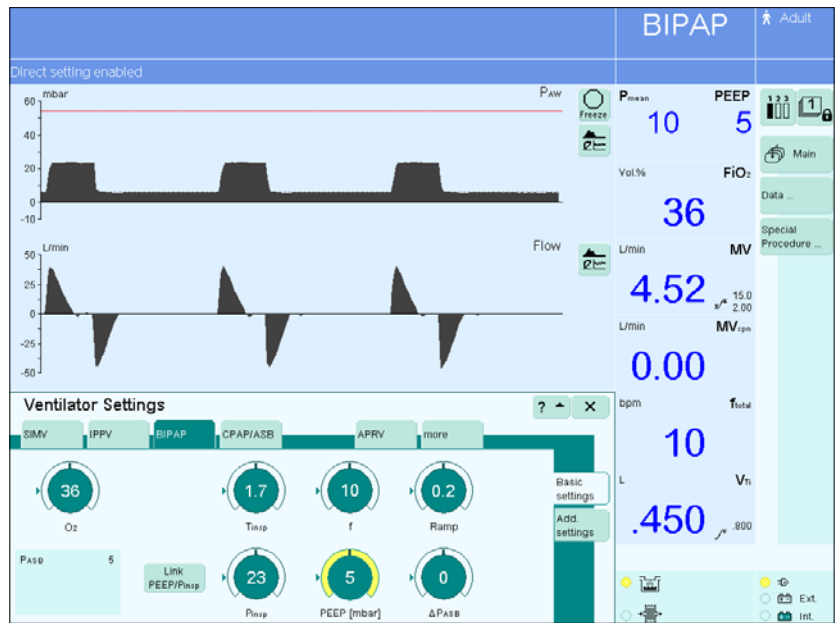 BIPAP
Adult
Direct setting enabled
mbar
PAW
60
40
20
0
-10
Freeze
L/min
Flow
50
25
0
-25
-50
Pmean
PEEP
10
5
Vol.%
FiO2
36
L/min
MV
4.52
15.0
2.00
L/min
MVspn
0.00
bpm
ftotal
10
L
VTi
.450
.800
1 2 3
1
Main
Data ...
Special
Procedure ...
Ext.
Int.
Ventilator Settings
?
X
SIMV
IPPV
BIPAP
CPAP/ASB
APRV
more
36
O2
1.7
Tinsp
10
f
0.2
Ramp
Basic
settings
Add.
settings
PASB
5
Link
PEEP/Pinsp
23
Pinsp
5
PEEP [mbar]
0
ΔPASB